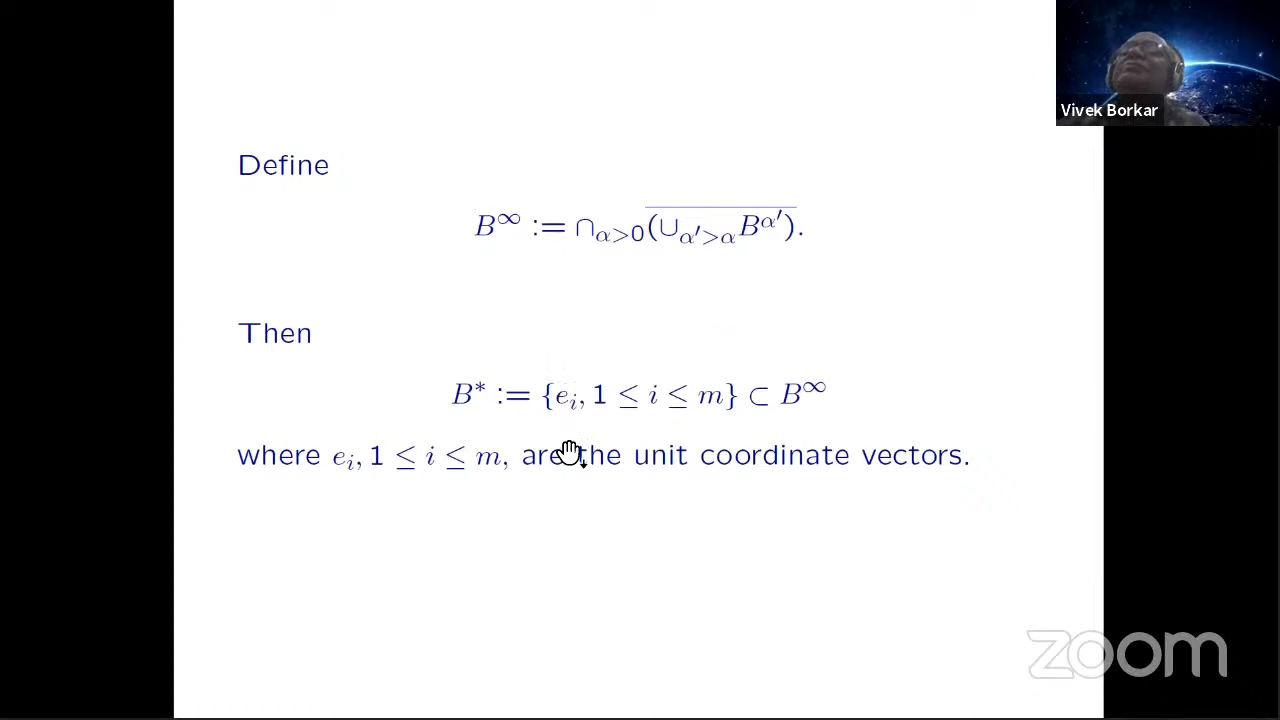 Vivek Borkar
Define
B^∞ := ∩_{α>0} \overline{(∪_{α'>α} B^{α'})}.
Then
B^* := {e_i, 1 ≤ i ≤ m} ⊂ B^∞
where e_i, 1 ≤ i ≤ m, are the unit coordinate vectors.
zoom